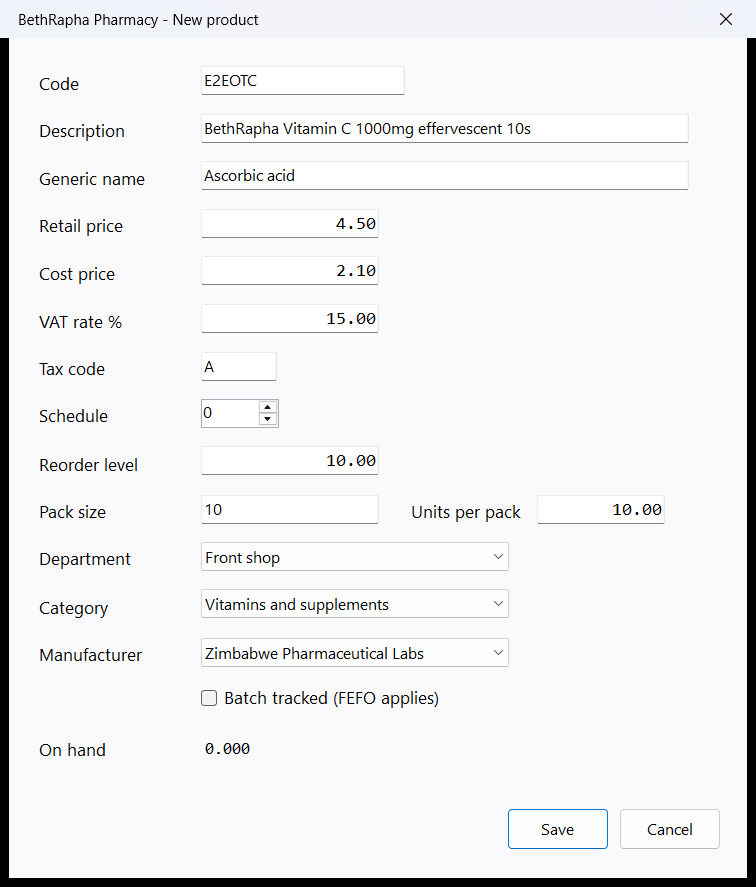 BethRapha Pharmacy - New product
Code E2EOTC
Description BethRapha Vitamin C 1000mg effervescent 10s
Generic name Ascorbic acid
Retail price 4.50
Cost price 2.10
VAT rate % 15.00
Tax code A
Schedule 0
Reorder level 10.00
Pack size 10 Units per pack 10.00
Department Front shop
Category Vitamins and supplements
Manufacturer Zimbabwe Pharmaceutical Labs
Batch tracked (FEFO applies)
On hand 0.000
Save Cancel